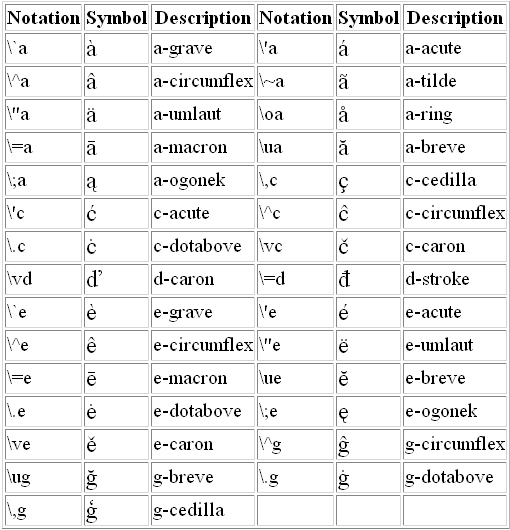 Notation Symbol Description Notation Symbol Description
\`a à a-grave \'a á a-acute
\^a â a-circumflex \~a ã a-tilde
\"a ä a-umlaut \oa å a-ring
\=a ā a-macron \ua ă a-breve
\;a ą a-ogonek \,c ç c-cedilla
\'c ć c-acute \^c ĉ c-circumflex
\.c ċ c-dotabove \vc č c-caron
\vd ď d-caron \=d đ d-stroke
\`e è e-grave \'e é e-acute
\^e ê e-circumflex \"e ë e-umlaut
\=e ē e-macron \ue ĕ e-breve
\.e ė e-dotabove \;e ę e-ogonek
\ve ě e-caron \^g ĝ g-circumflex
\ug ğ g-breve \.g ġ g-dotabove
\,g ģ g-cedilla